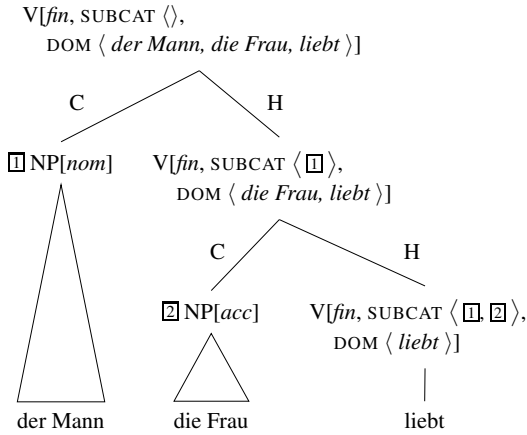 V[fin, SUBCAT ⟨⟩,
DOM ⟨ der Mann, die Frau, liebt ⟩]
C H
1 NP[nom] V[fin, SUBCAT ⟨ 1 ⟩,
DOM ⟨ die Frau, liebt ⟩]
C H
2 NP[acc] V[fin, SUBCAT ⟨ 1, 2 ⟩,
DOM ⟨ liebt ⟩]
der Mann die Frau liebt